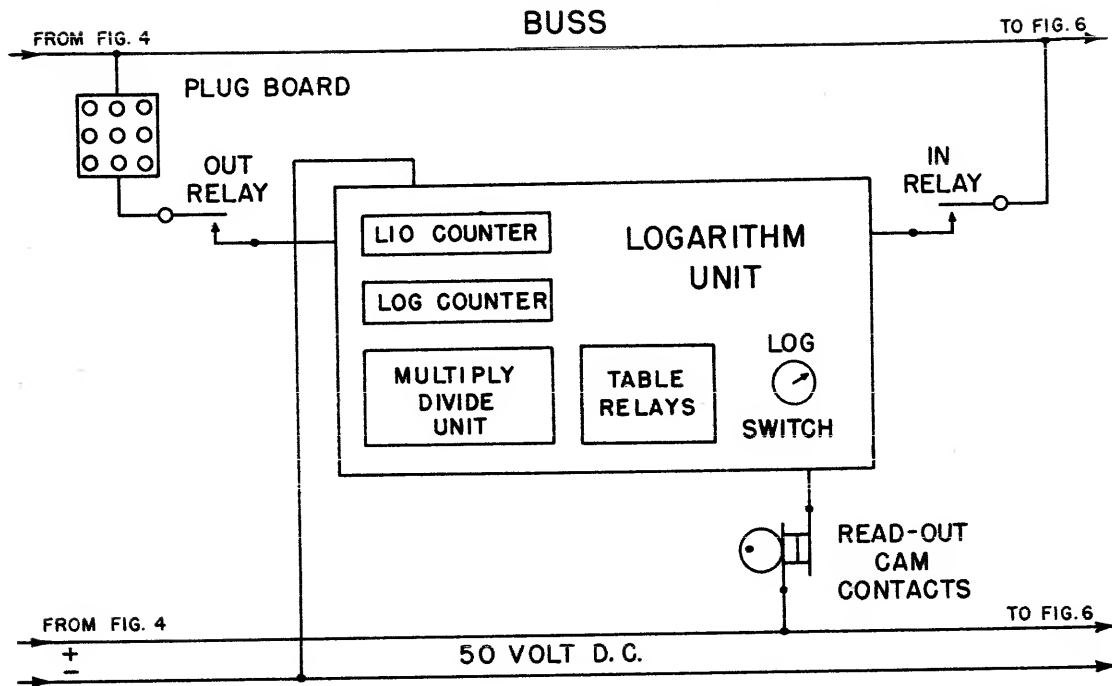 BUSS
FROM FIG. 4
TO FIG. 6
PLUG BOARD
OUT
RELAY
IN
RELAY
LIO COUNTER
LOG COUNTER
MULTIPLY
DIVIDE
UNIT
TABLE
RELAYS
LOGARITHM
UNIT
LOG
SWITCH
READ-OUT
CAM
CONTACTS
FROM FIG. 4
TO FIG. 6
+
−
50 VOLT D.C.